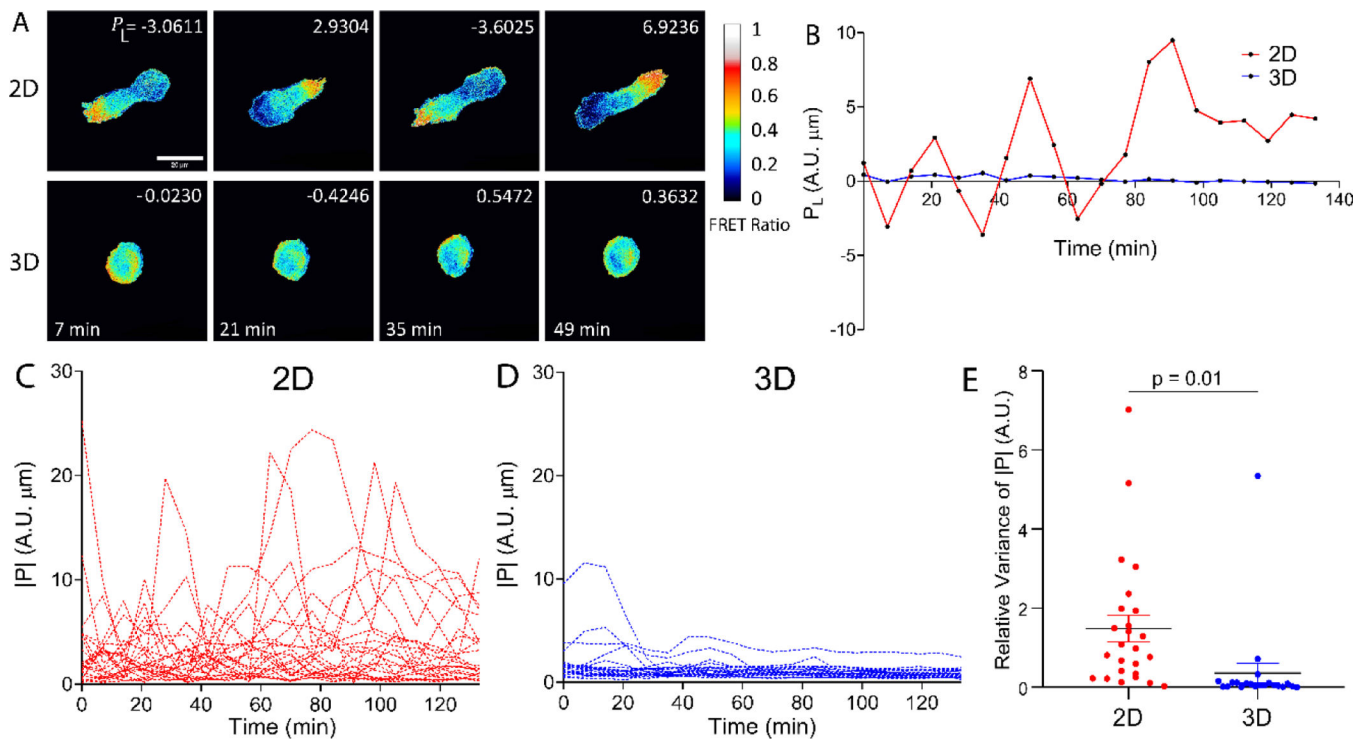 A
P_L = -3.0611
2.9304
-3.6025
6.9236
2D
20 μm
-0.0230
-0.4246
0.5472
0.3632
3D
7 min
21 min
35 min
49 min
1
0.8
0.6
0.4
0.2
0
FRET Ratio
B
10
5
0
-5
-10
P_L (A.U. μm)
20
40
60
80
100
120
140
Time (min)
2D
3D
C
2D
30
20
10
0
|P| (A.U. μm)
0
20
40
60
80
100
120
Time (min)
D
3D
30
20
10
0
|P| (A.U. μm)
0
20
40
60
80
100
120
Time (min)
E
p = 0.01
8
6
4
2
0
Relative Variance of |P| (A.U.)
2D
3D